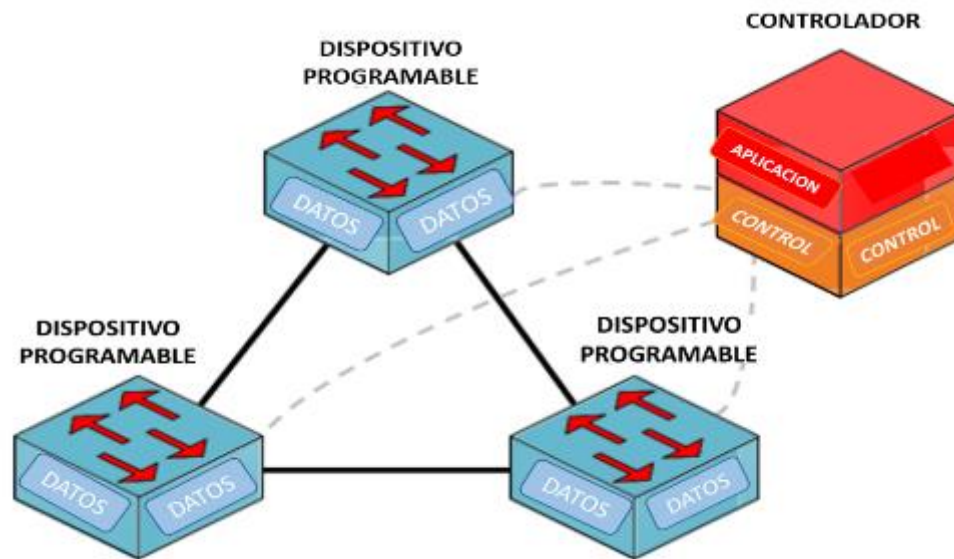 CONTROLADOR
DISPOSITIVO
PROGRAMABLE
APLICACION
CONTROL
CONTROL
DATOS
DATOS
DISPOSITIVO
PROGRAMABLE
DISPOSITIVO
PROGRAMABLE
DATOS
DATOS
DATOS
DATOS